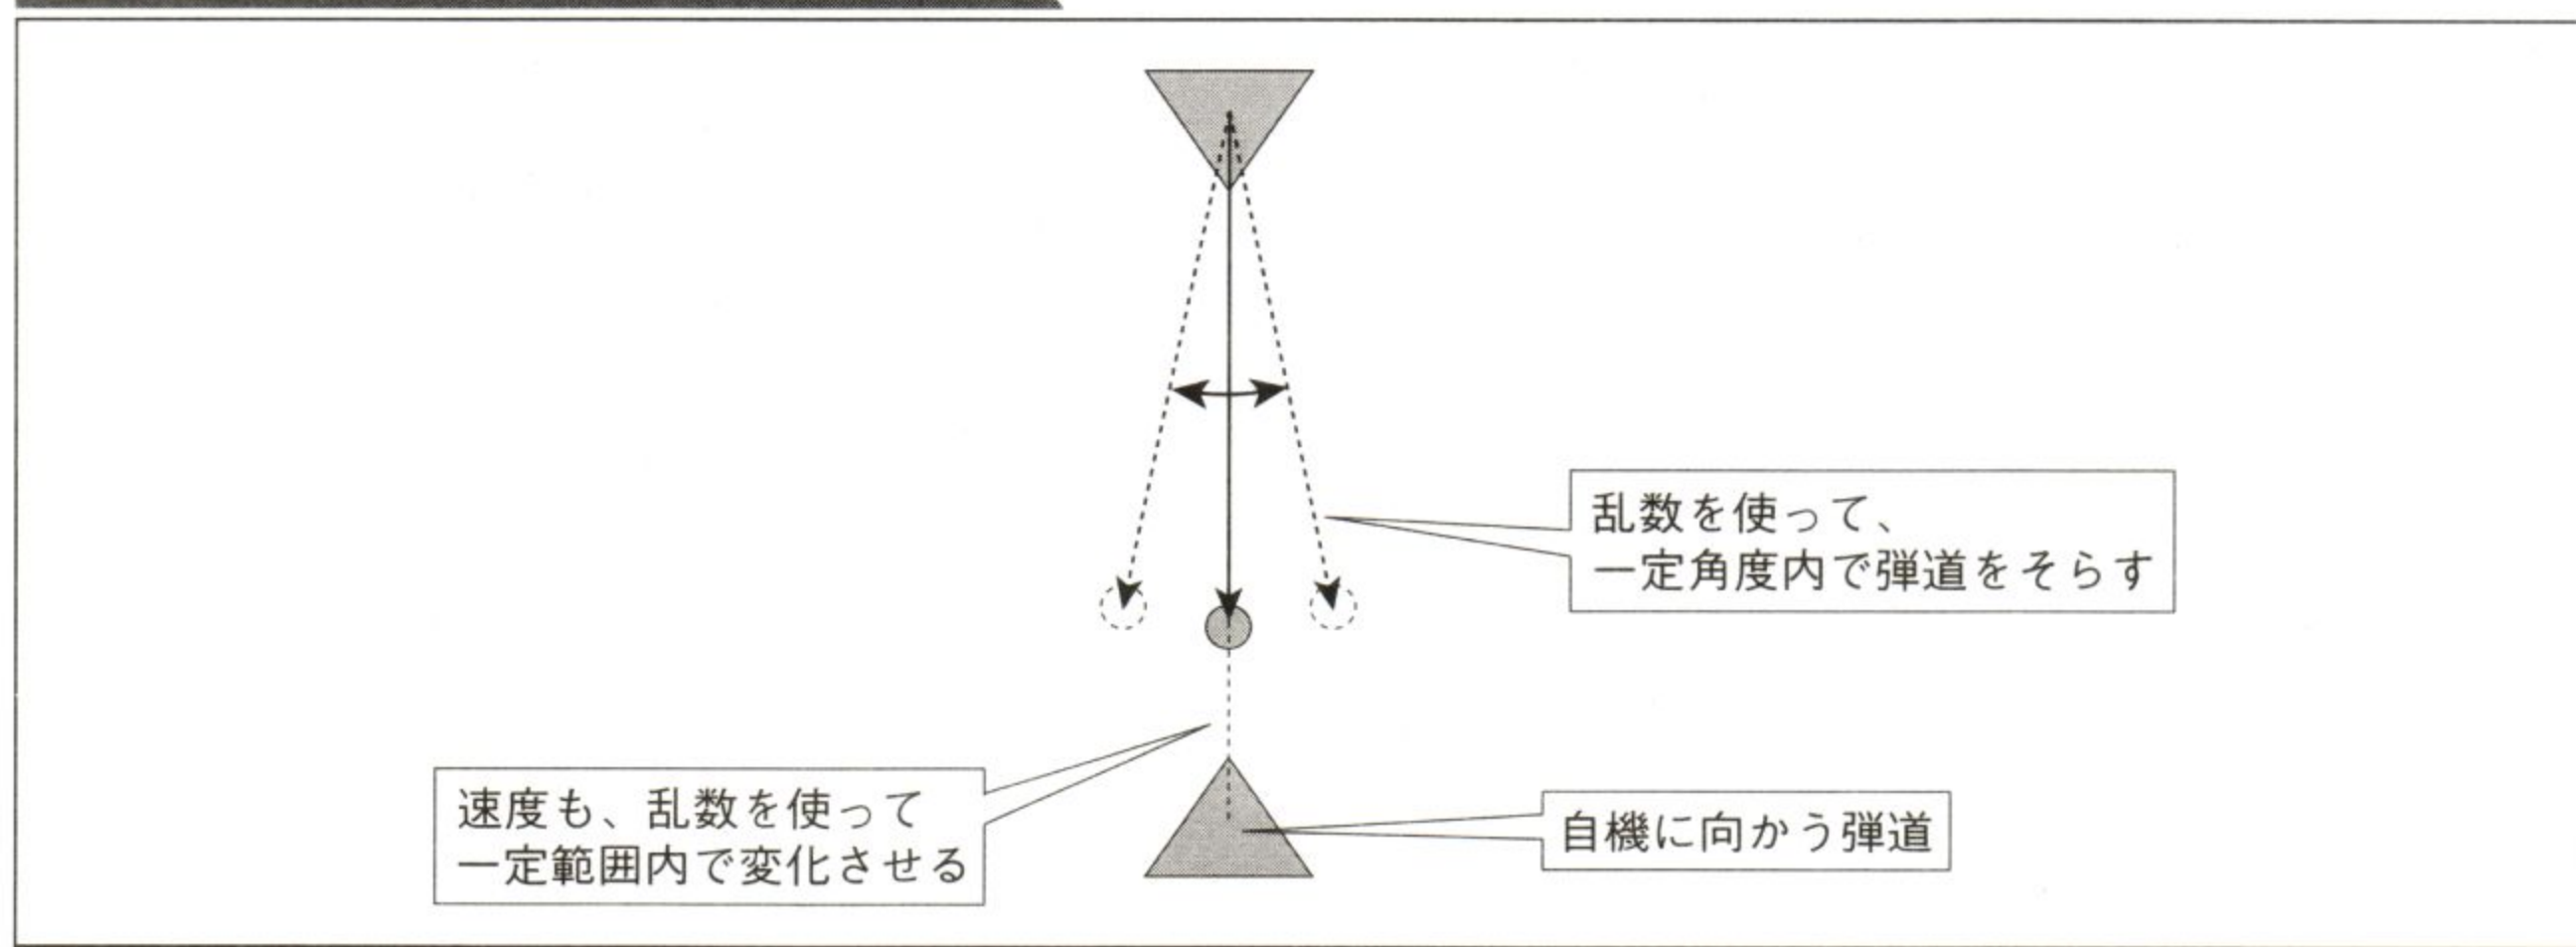 乱数を使って、
一定角度内で弾道をそらす
速度も、乱数を使って
一定範囲内で変化させる
自機に向かう弾道